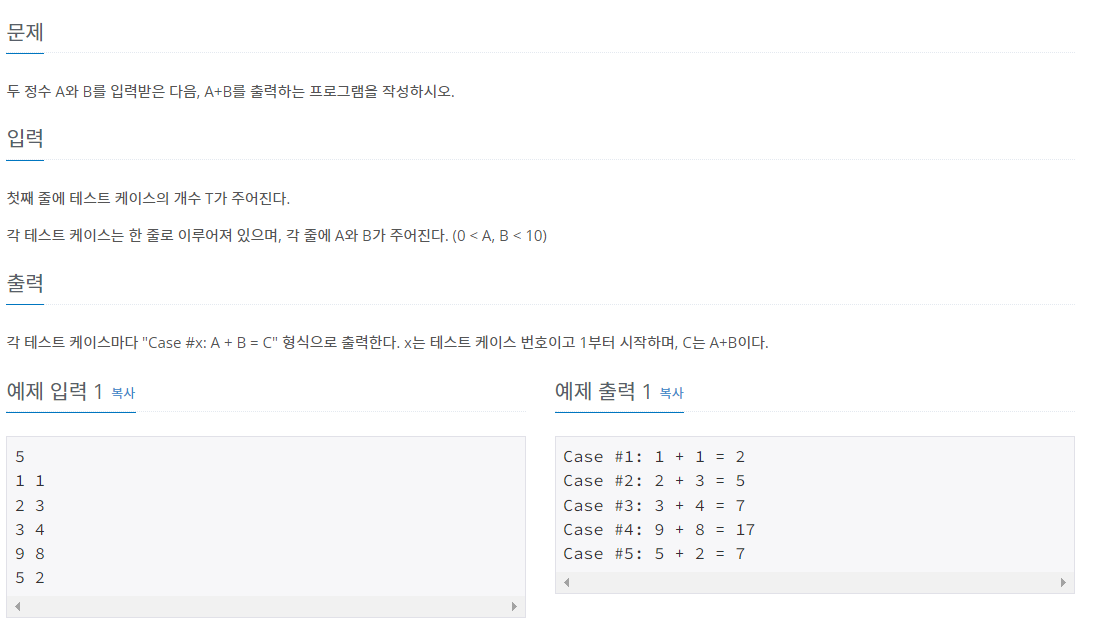 문제
두 정수 A와 B를 입력받은 다음, A+B를 출력하는 프로그램을 작성하시오.
입력
첫째 줄에 테스트 케이스의 개수 T가 주어진다.
각 테스트 케이스는 한 줄로 이루어져 있으며, 각 줄에 A와 B가 주어진다. (0 < A, B < 10)
출력
각 테스트 케이스마다 "Case #x: A + B = C" 형식으로 출력한다. x는 테스트 케이스 번호이고 1부터 시작하며, C는 A+B이다.
예제 입력 1 복사
5
1 1
2 3
3 4
9 8
5 2
예제 출력 1 복사
Case #1: 1 + 1 = 2
Case #2: 2 + 3 = 5
Case #3: 3 + 4 = 7
Case #4: 9 + 8 = 17
Case #5: 5 + 2 = 7